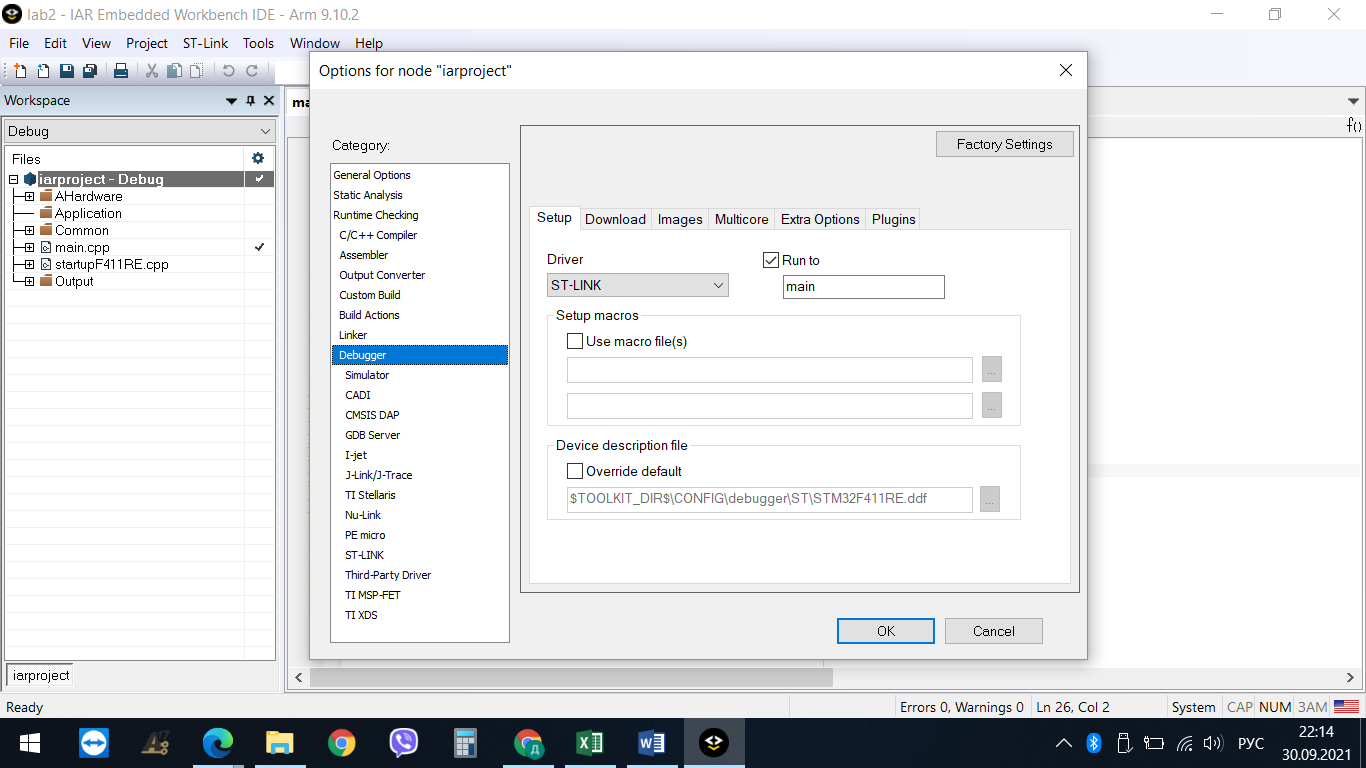 lab2 - IAR Embedded Workbench IDE - Arm 9.10.2
File Edit View Project ST-Link Tools Window Help
Workspace
Debug
Files
iarproject - Debug
AHardware
Application
Common
main.cpp
startupF411RE.cpp
Output
iarproject
ma
f()
Options for node "iarproject"
Category:
General Options
Static Analysis
Runtime Checking
C/C++ Compiler
Assembler
Output Converter
Custom Build
Build Actions
Linker
Debugger
Simulator
CADI
CMSIS DAP
GDB Server
I-jet
J-Link/J-Trace
TI Stellaris
Nu-Link
PE micro
ST-LINK
Third-Party Driver
TI MSP-FET
TI XDS
Factory Settings
Setup Download Images Multicore Extra Options Plugins
Driver
ST-LINK
Run to
main
Setup macros
Use macro file(s)
...
...
Device description file
Override default
$TOOLKIT_DIR$\CONFIG\debugger\ST\STM32F411RE.ddf
...
OK Cancel
Ready
Errors 0, Warnings 0 Ln 26, Col 2 System CAP NUM ЗАМ
РУС
22:14
30.09.2021